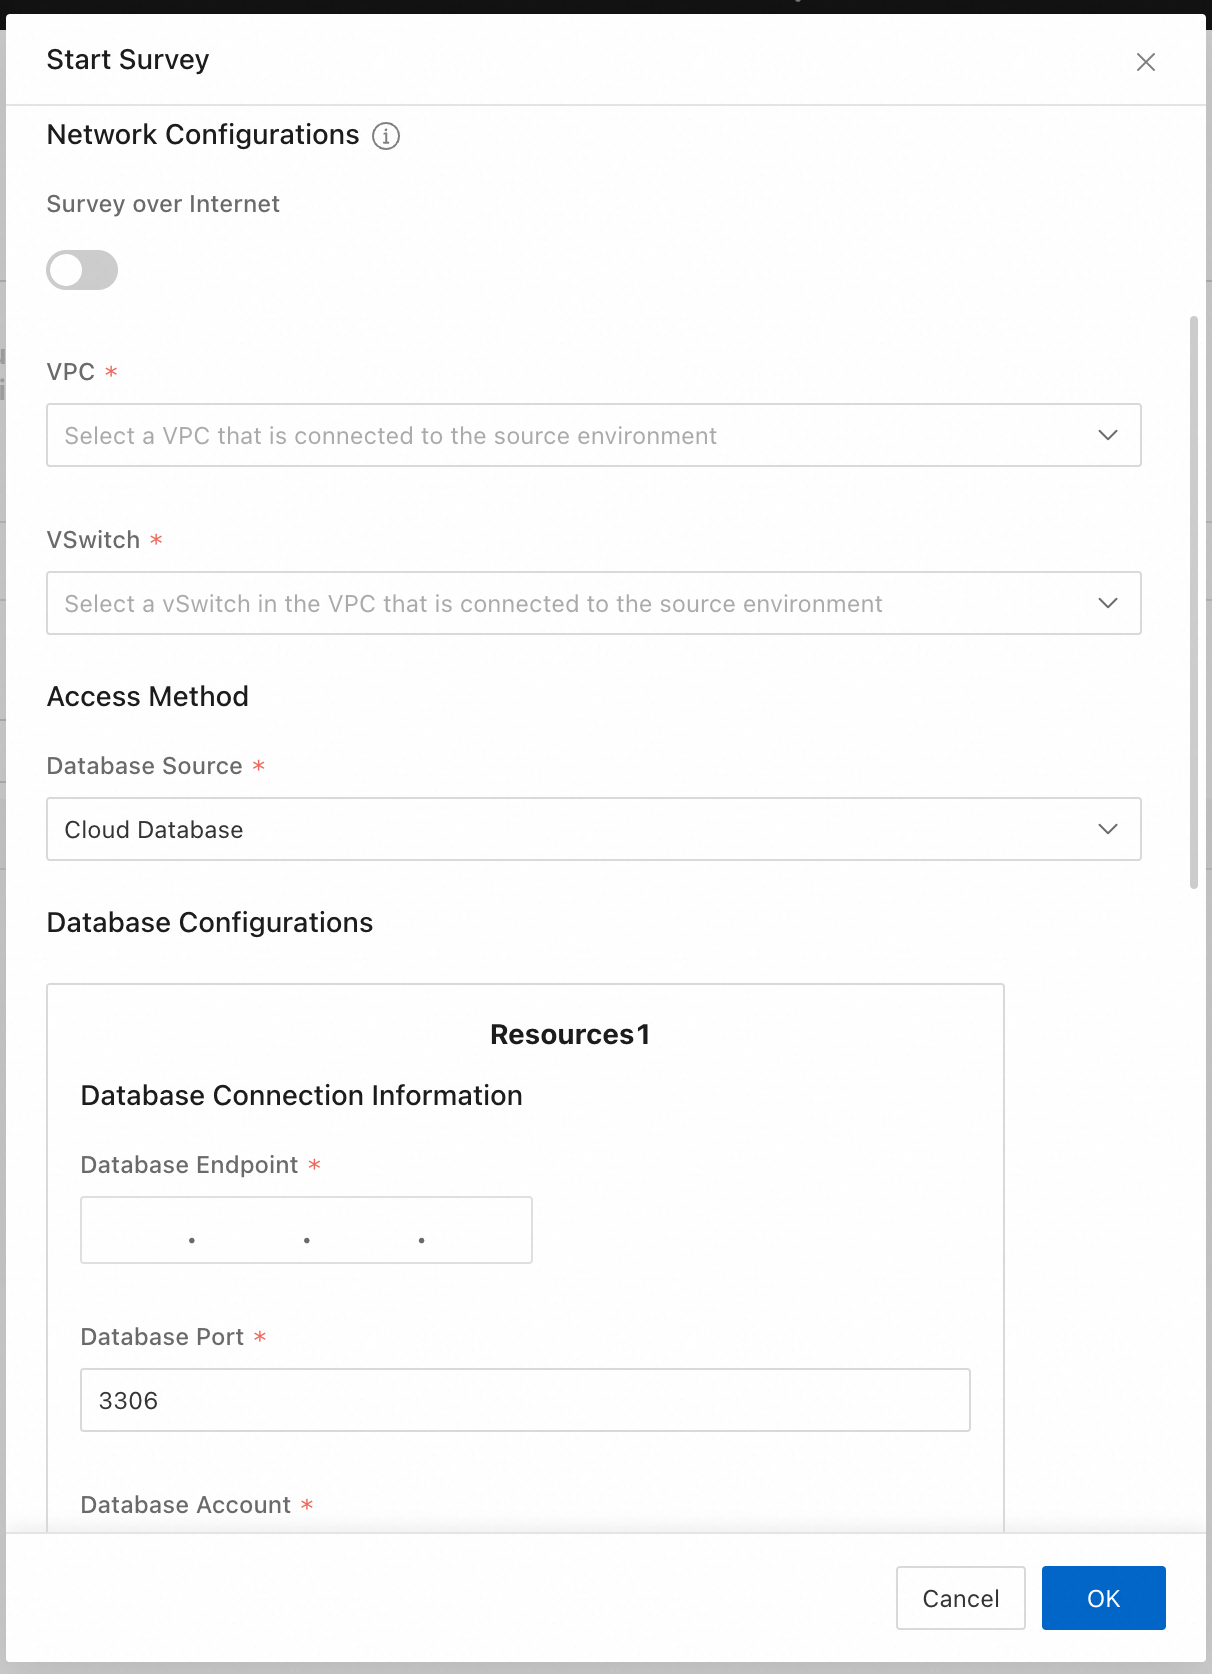 Start Survey
Network Configurations
Survey over Internet
VPC *
Select a VPC that is connected to the source environment
VSwitch *
Select a vSwitch in the VPC that is connected to the source environment
Access Method
Database Source *
Cloud Database
Database Configurations
Resources1
Database Connection Information
Database Endpoint *
. . .
Database Port *
3306
Database Account *
Cancel OK